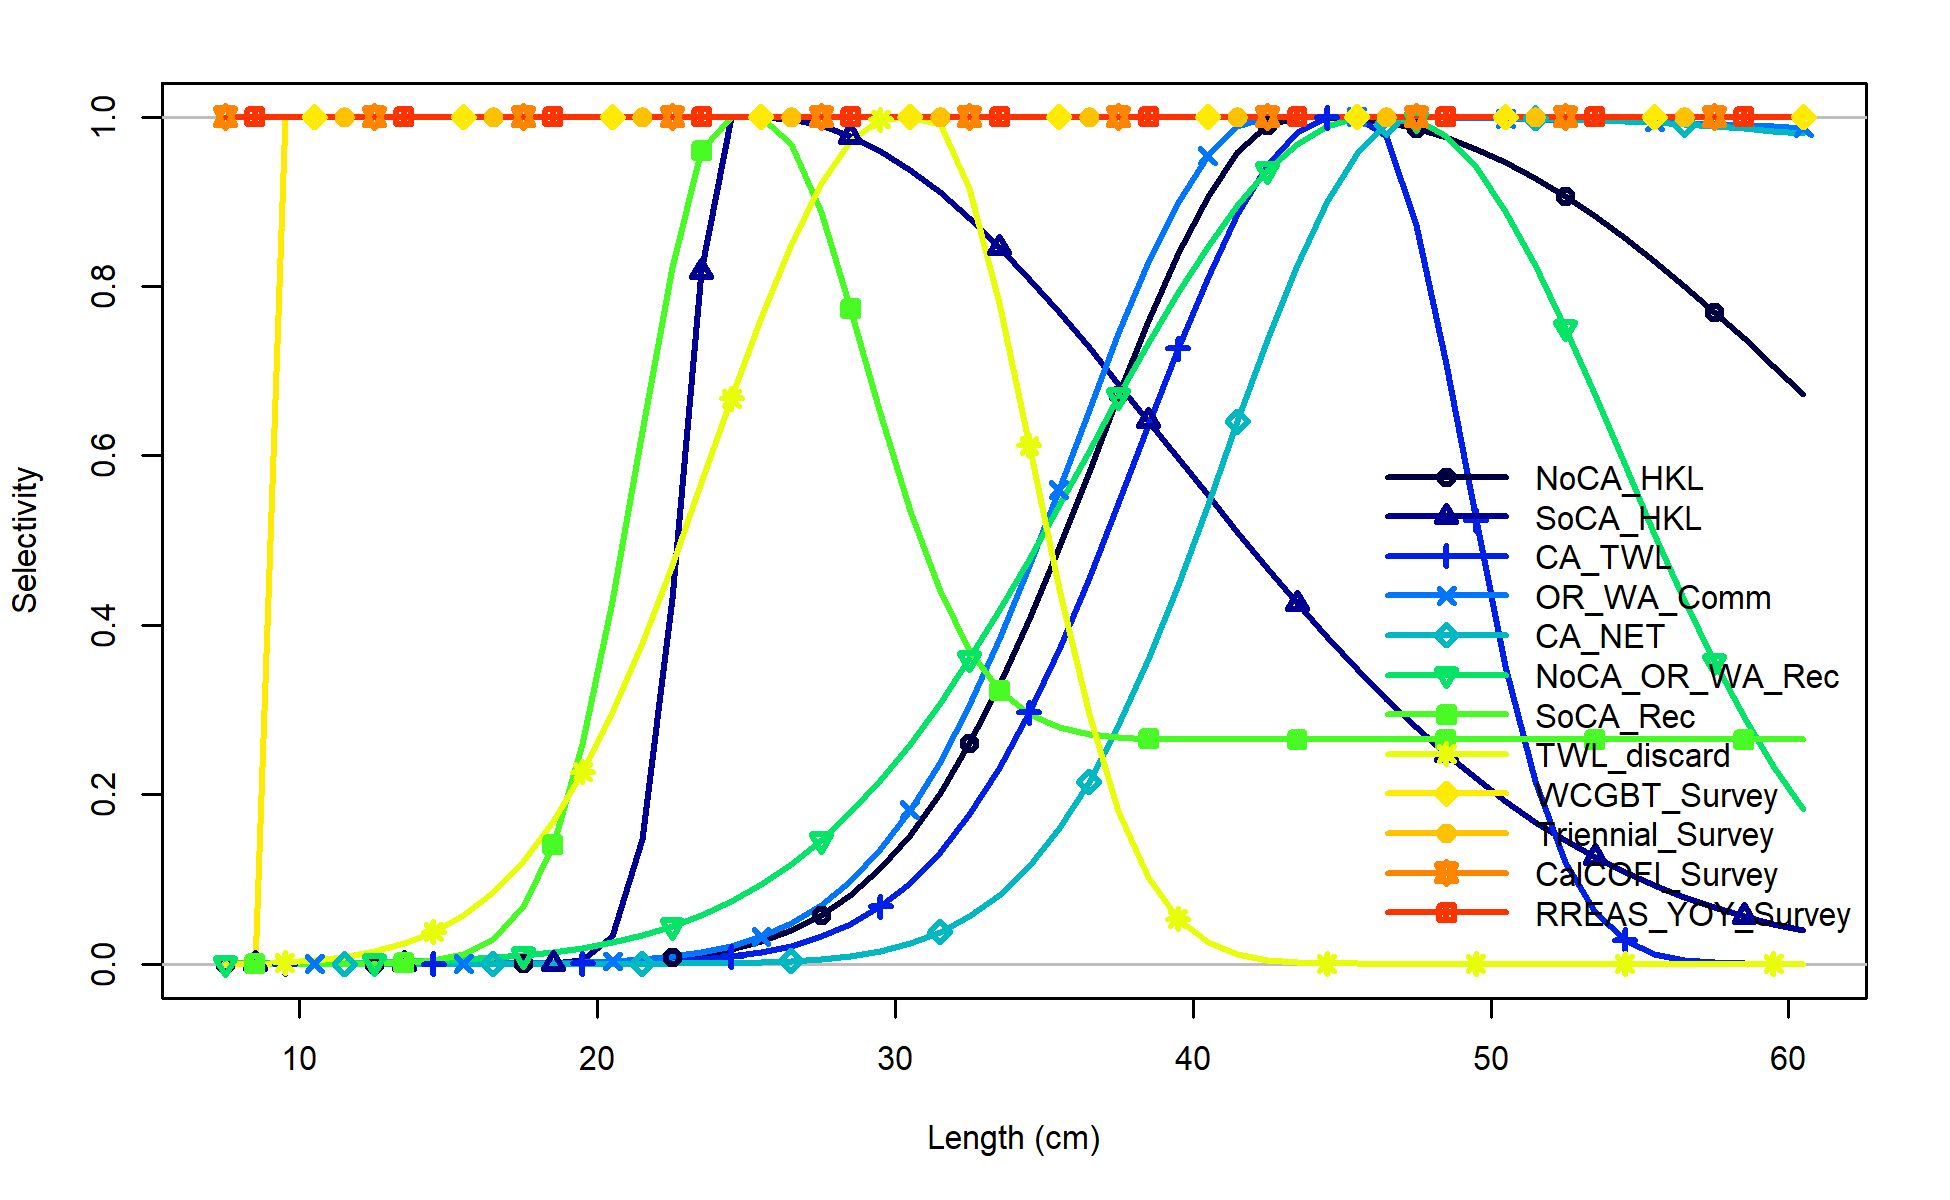 Selectivity
1.0
0.8
0.6
0.4
0.2
0.0
NoCA_HKL
SoCA_HKL
CA_TWL
OR_WA_Comm
CA_NET
NoCA_OR_WA_Rec
SoCA_Rec
TWL_discard
WCGBT_Survey
Triennial_Survey
CalCOFI_Survey
RREAS_YOY_Survey
10 20 30 40 50 60
Length (cm)